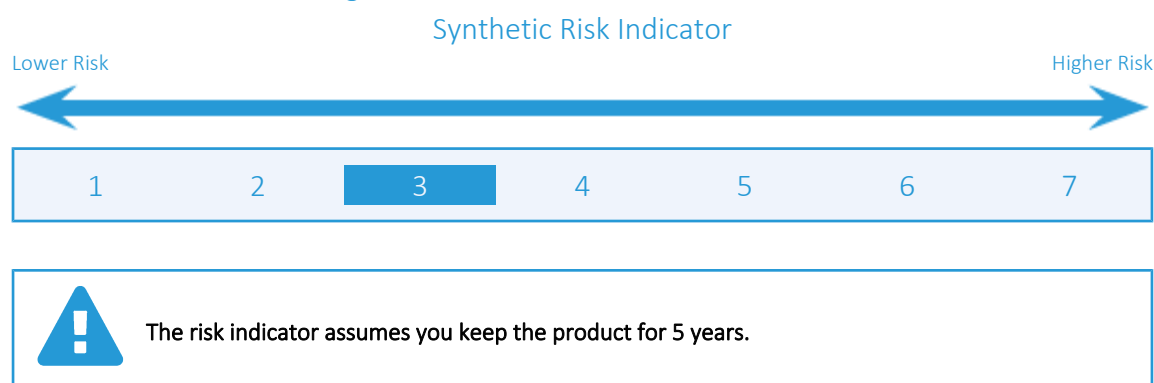 Synthetic Risk Indicator
Lower Risk Higher Risk
1 2 3 4 5 6 7
The risk indicator assumes you keep the product for 5 years.